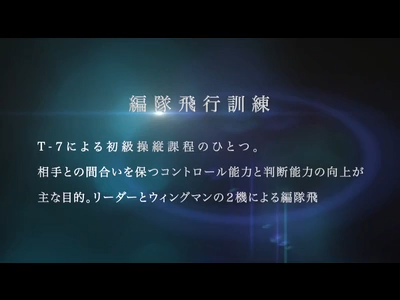 編隊飛行訓練
T-7による初級操縦課程のひとつ。
相手との間合いを保つコントロール能力と判断能力の向上が
主な目的。リーダーとウィングマンの2機による編隊飛